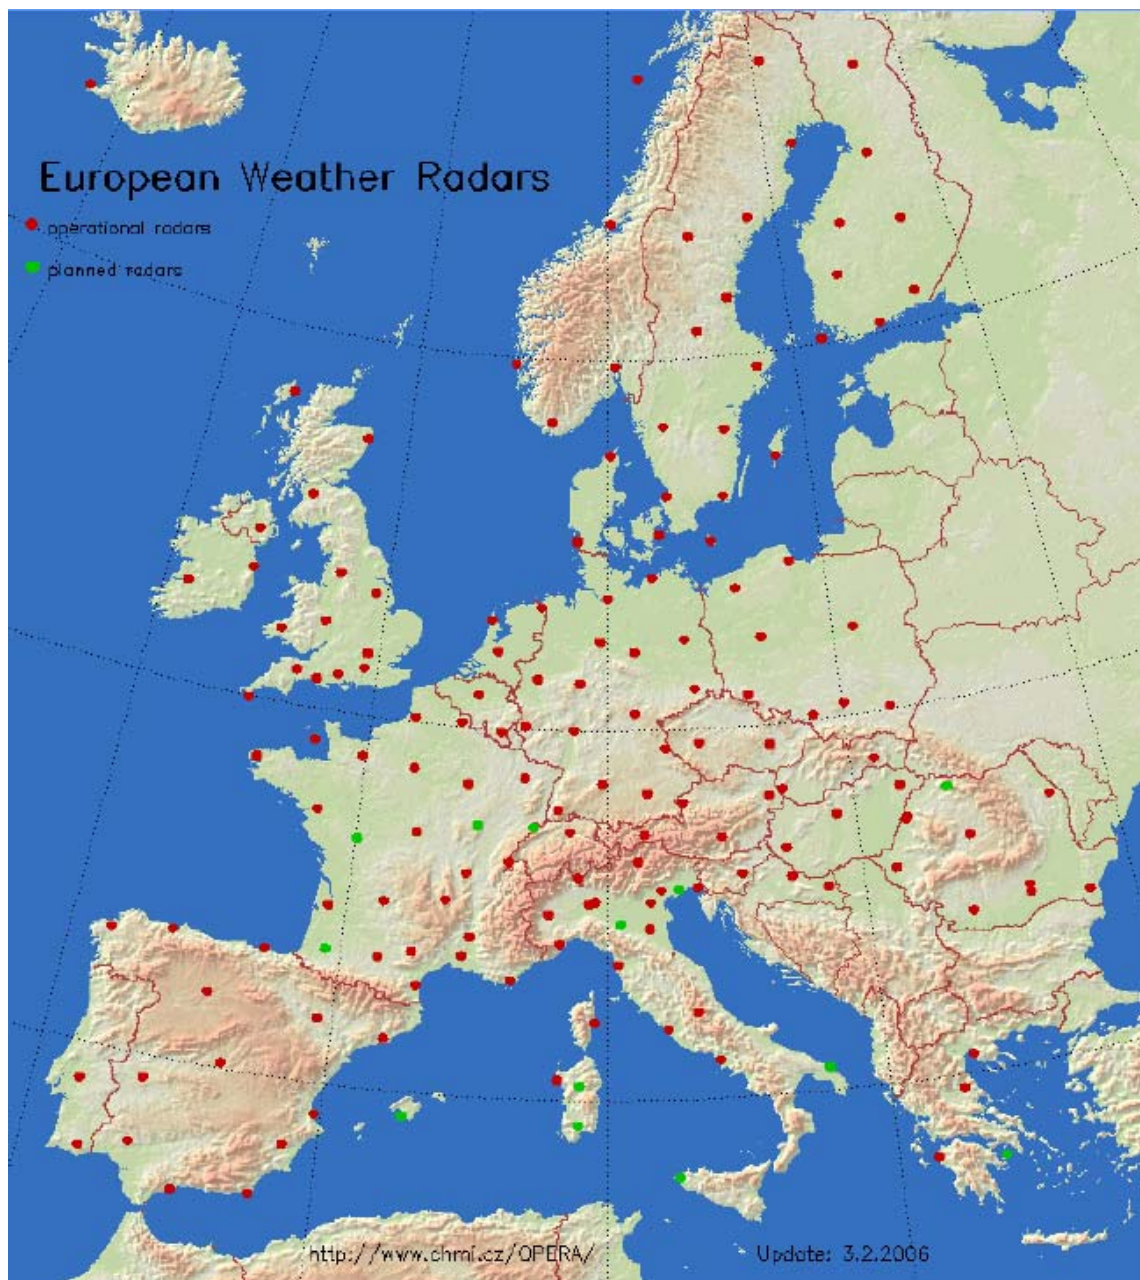 European Weather Radars
operational radars
planned radars
http://www.chmi.cz/OPERA/
Update: 3.2.2006